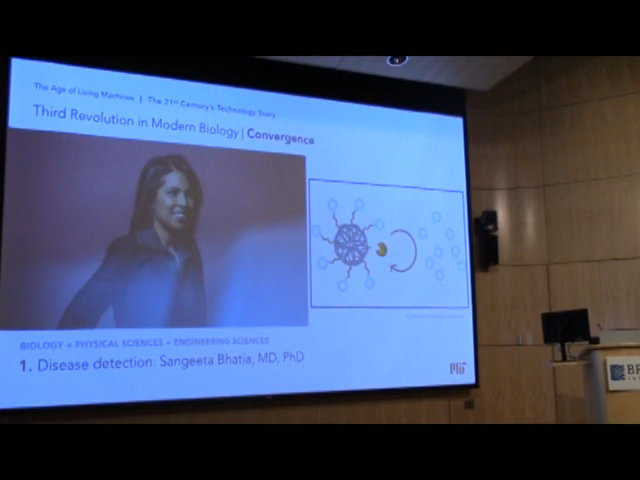 The Age of Living Machines | The 21st Century's Technology Story
Third Revolution in Modern Biology | Convergence
BIOLOGY + PHYSICAL SCIENCES + ENGINEERING SCIENCES
1. Disease detection: Sangeeta Bhatia, MD, PhD
MIT